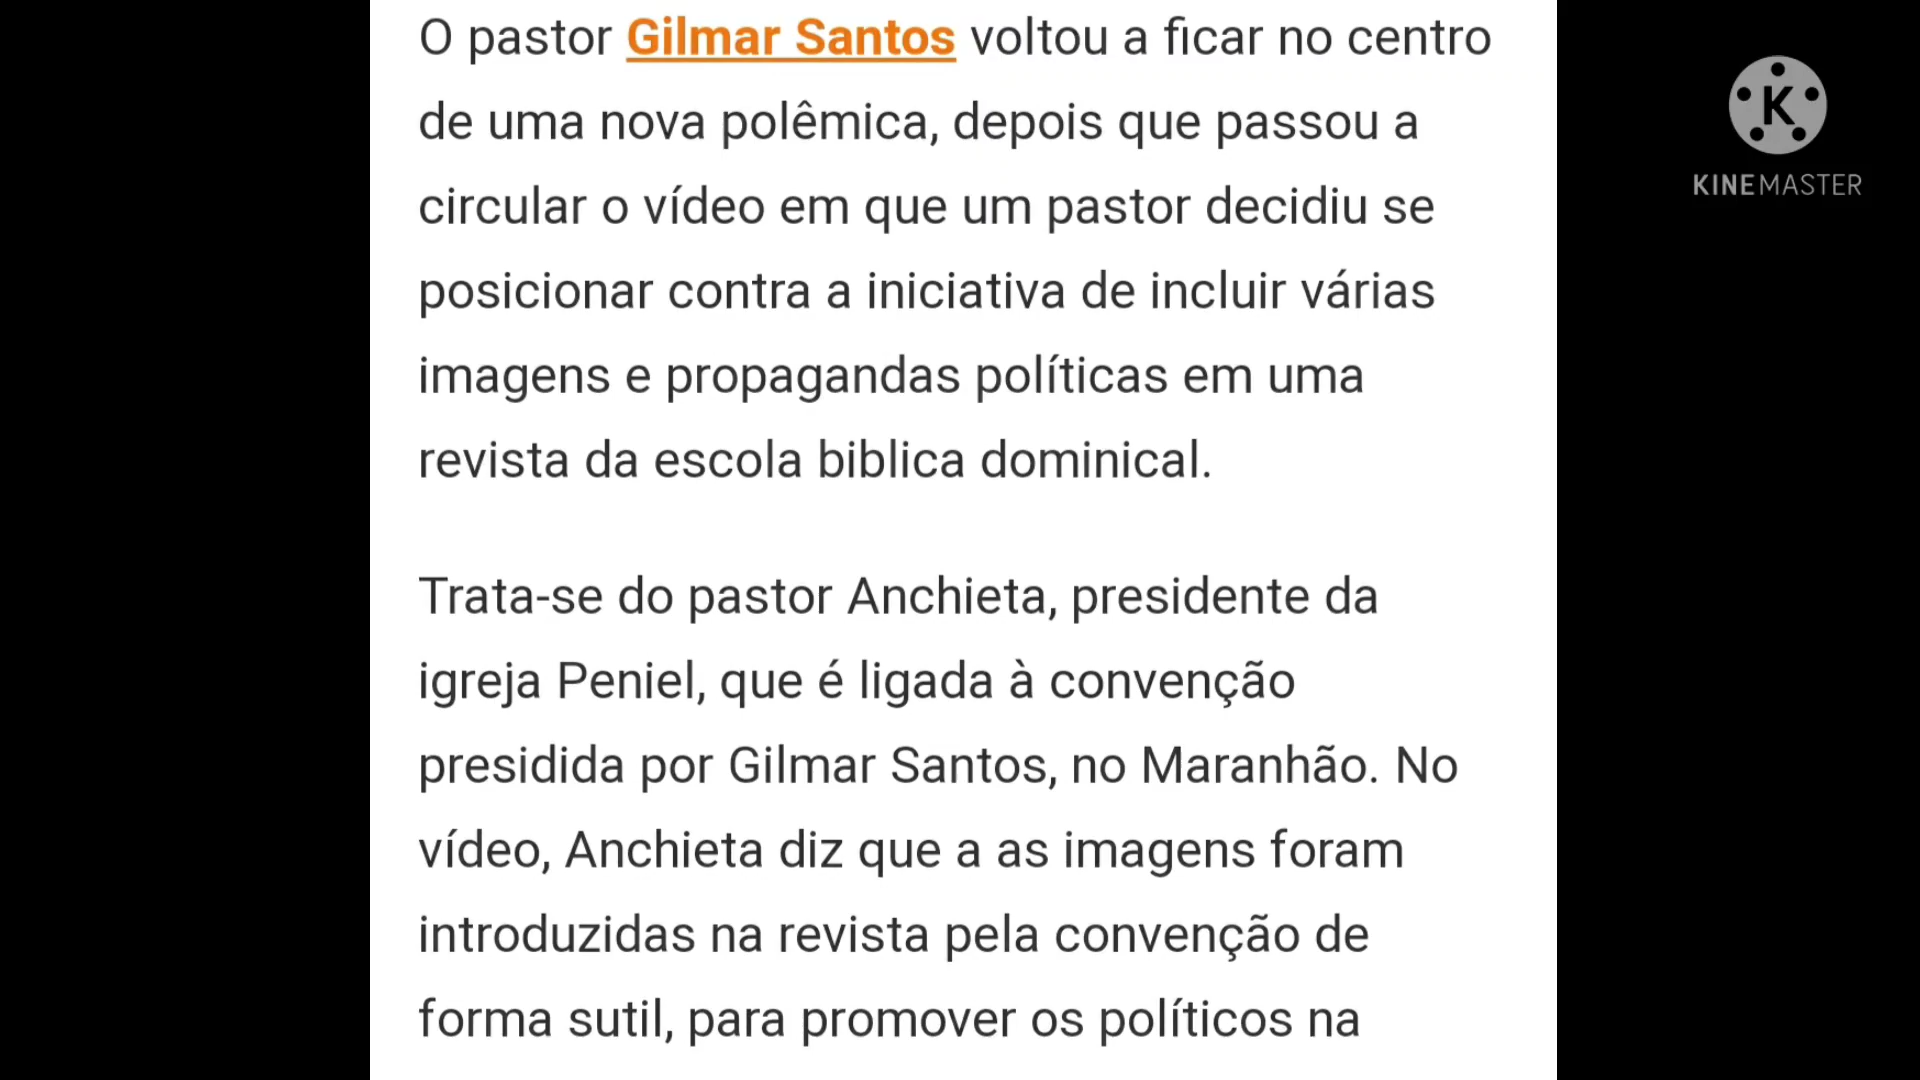 O pastor Gilmar Santos voltou a ficar no centro
de uma nova polêmica, depois que passou a
circular o vídeo em que um pastor decidiu se
posicionar contra a iniciativa de incluir várias
imagens e propagandas políticas em uma
revista da escola biblica dominical.
Trata-se do pastor Anchieta, presidente da
igreja Peniel, que é ligada à convenção
presidida por Gilmar Santos, no Maranhão. No
vídeo, Anchieta diz que a as imagens foram
introduzidas na revista pela convenção de
forma sutil, para promover os políticos na
K
KINEMASTER